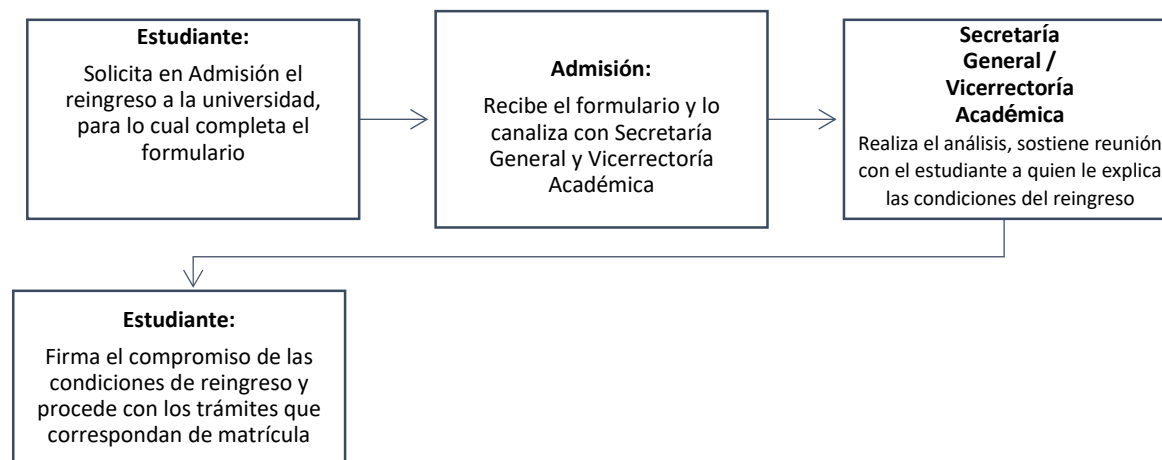 Estudiante:
Solicita en Admisión el
reingreso a la universidad,
para lo cual completa el
formulario
Admisión:
Recibe el formulario y lo
canaliza con Secretaría
General y Vicerrectoría
Académica
Secretaría
General /
Vicerrectoría
Académica
Realiza el análisis, sostiene reunión
con el estudiante a quien le explica
las condiciones del reingreso
Estudiante:
Firma el compromiso de las
condiciones de reingreso y
procede con los trámites que
correspondan de matrícula